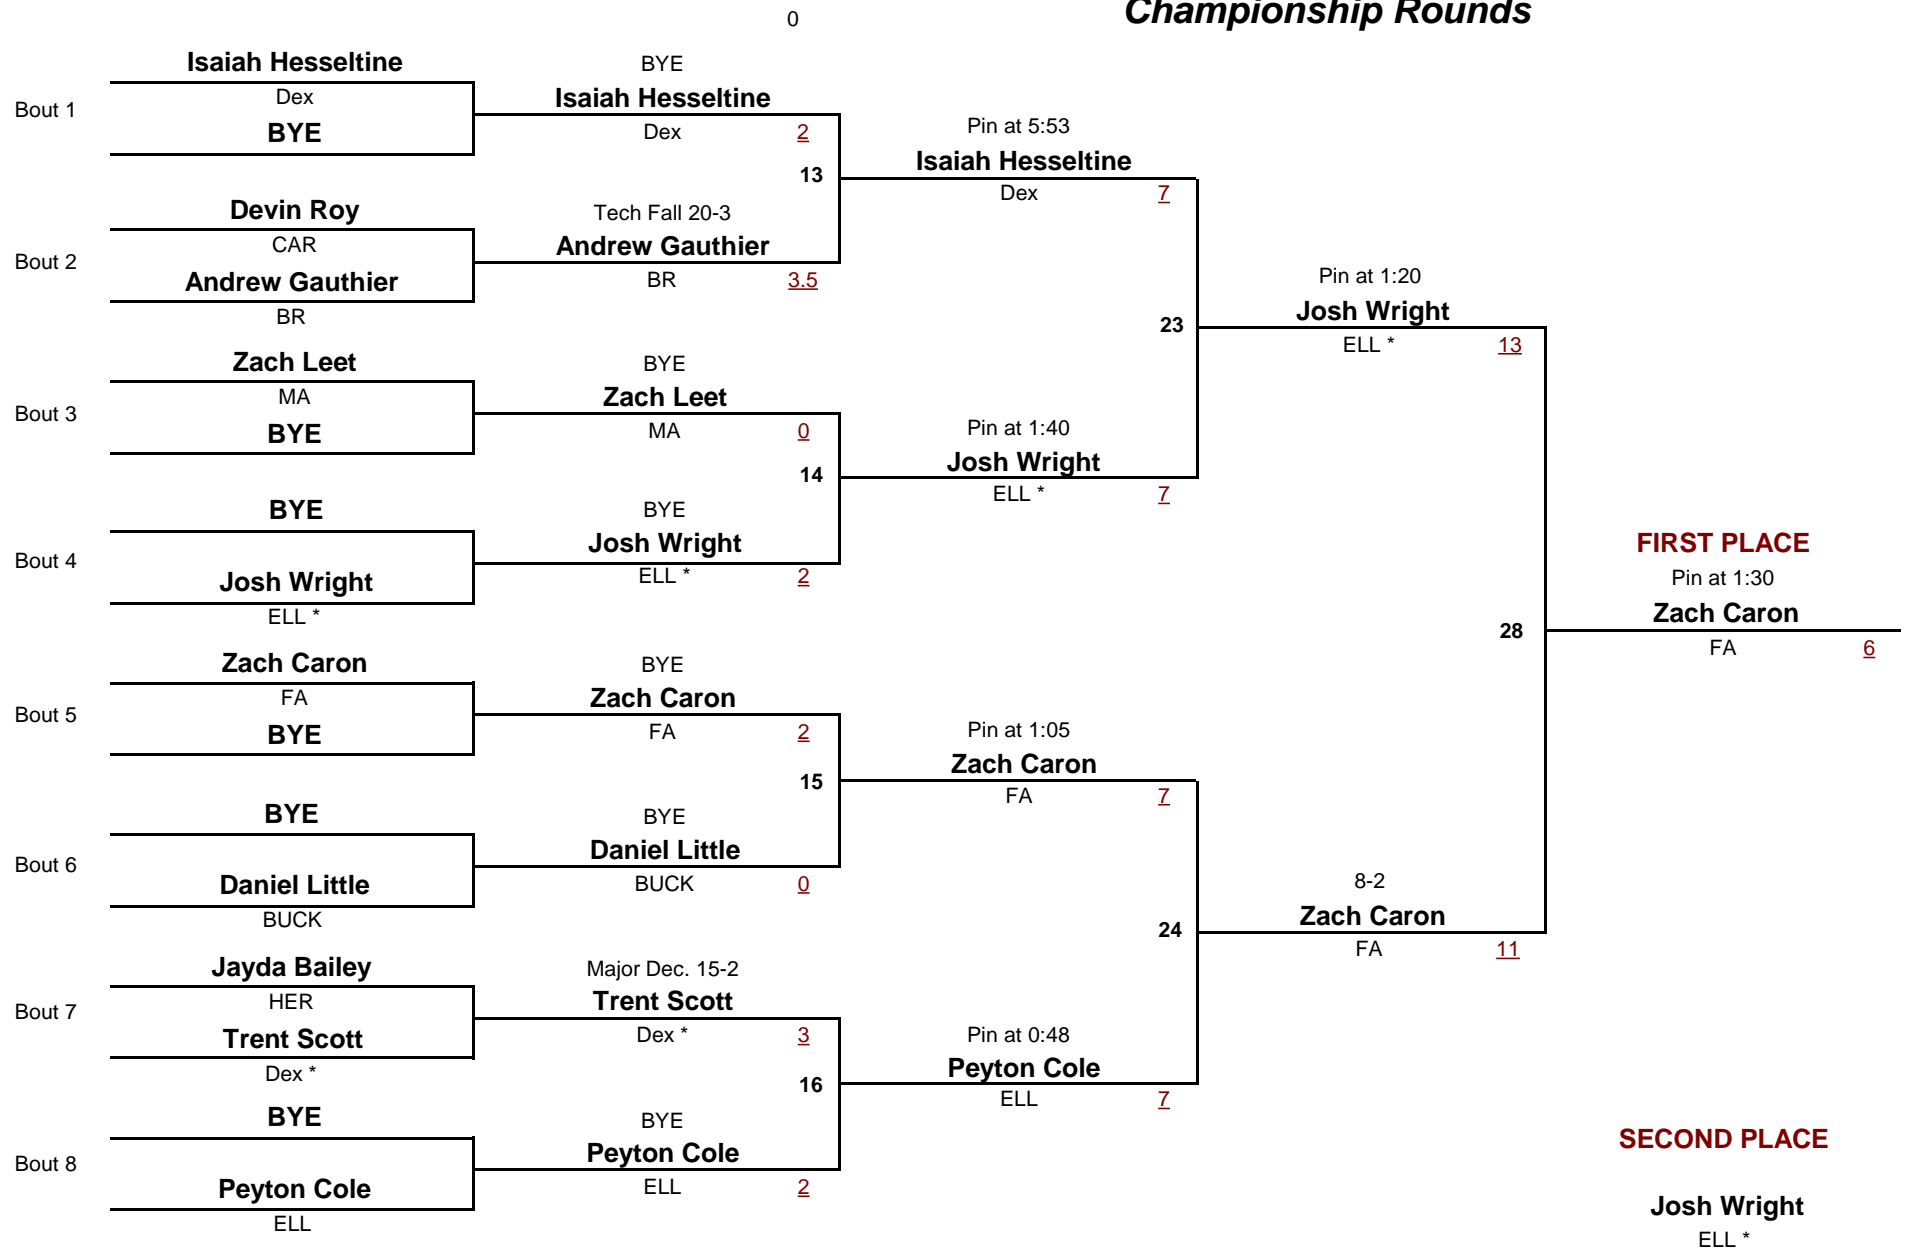 0
Championship Rounds
Bout 1
Isaiah Hesseltine
Dex
BYE
Bout 2
Devin Roy
CAR
Andrew Gauthier
BR
Bout 3
Zach Leet
MA
BYE
Bout 4
BYE
Josh Wright
ELL *
Bout 5
Zach Caron
FA
BYE
Bout 6
BYE
Daniel Little
BUCK
Bout 7
Jayda Bailey
HER
Trent Scott
Dex *
Bout 8
BYE
Peyton Cole
ELL
BYE
Isaiah Hesseltine
Dex 2
13
Tech Fall 20-3
Andrew Gauthier
BR 3.5
BYE
Zach Leet
MA 0
14
BYE
Josh Wright
ELL * 2
BYE
Zach Caron
FA 2
15
BYE
Daniel Little
BUCK 0
Major Dec. 15-2
Trent Scott
Dex * 3
16
BYE
Peyton Cole
ELL 2
Pin at 5:53
Isaiah Hesseltine
Dex 7
23
Pin at 1:40
Josh Wright
ELL * 7
Pin at 1:05
Zach Caron
FA 7
24
Pin at 0:48
Peyton Cole
ELL 7
Pin at 1:20
Josh Wright
ELL * 13
28
8-2
Zach Caron
FA 11
FIRST PLACE
Pin at 1:30
Zach Caron
FA 6
SECOND PLACE
Josh Wright
ELL *